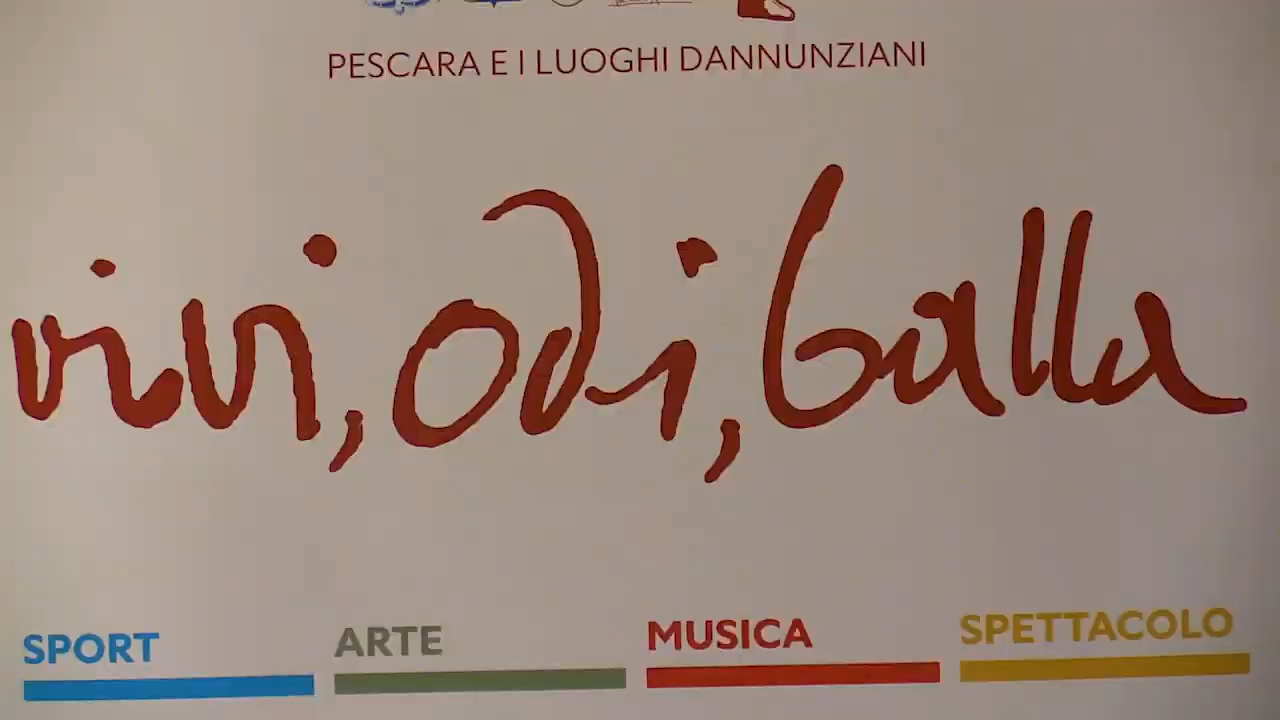 PESCARA E I LUOGHI DANNUNZIANI
vivi, odi, balla
SPORT ARTE MUSICA SPETTACOLO